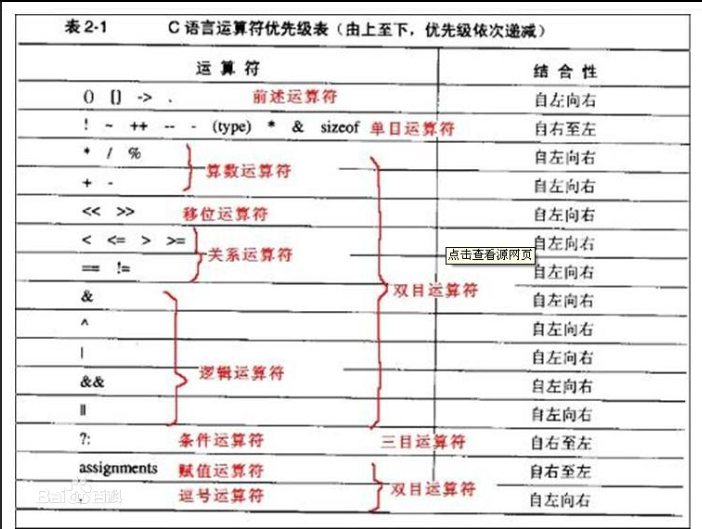 表 2-1 C 语言运算符优先级表（由上至下，优先级依次递减）
运 算 符 结 合 性
() [] -> . 前述运算符 自左向右
! ~ ++ -- - (type) * & sizeof 单目运算符 自右至左
* / % 自左向右
算数运算符
+ - 自左向右
<< >> 移位运算符 自左向右
< <= > >= 自左向右
关系运算符 点击查看源网页
== != 自左向右
& 双目运算符 自左向右
^ 自左向右
| 自左向右
逻辑运算符
&& 自左向右
|| 自左向右
?: 条件运算符 三目运算符 自右至左
assignments 赋值运算符 自右至左
, 逗号运算符 双目运算符 自左向右
Bai 百科